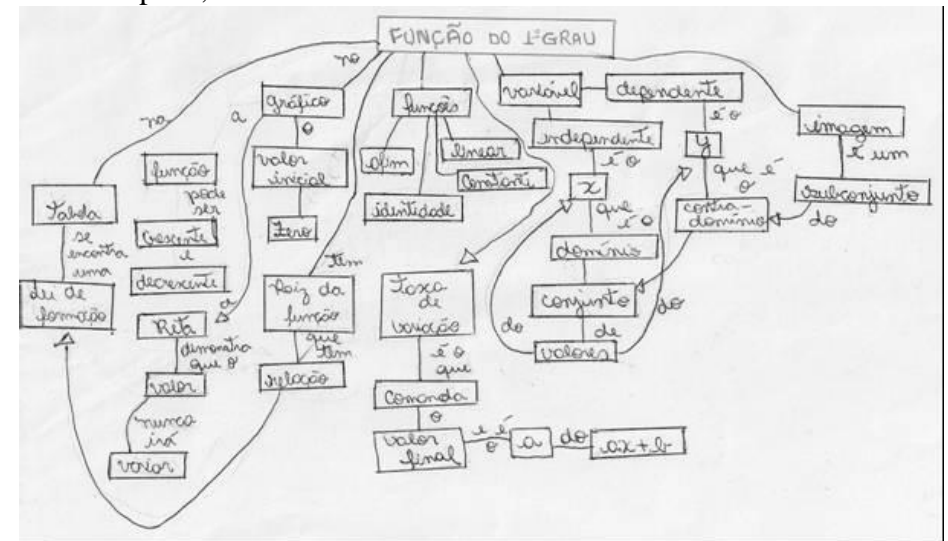 FUNÇÃO DO 1º GRAU
na
Tabela
se
encontra
uma
Lei de
formação
no
gráfico
a
o
valor
inicial
Zero
função
pode
ser
Crescente
e
decrescente
a
Reta
demonstra
que o
valor
nunca
irá
variar
tem
Raiz da
função
que
tem
relação
funções
afim
linear
Constante
identidade
Taxa
de
variação
é o
que
Comanda
o
valor
final
e é
o
a
do
ax + b
variável
dependente
independente
é o
x
que
é o
domínio
conjunto
de
valores
do
do
é o
y
que é
o
contra-
domínio
imagem
é um
subconjunto
do